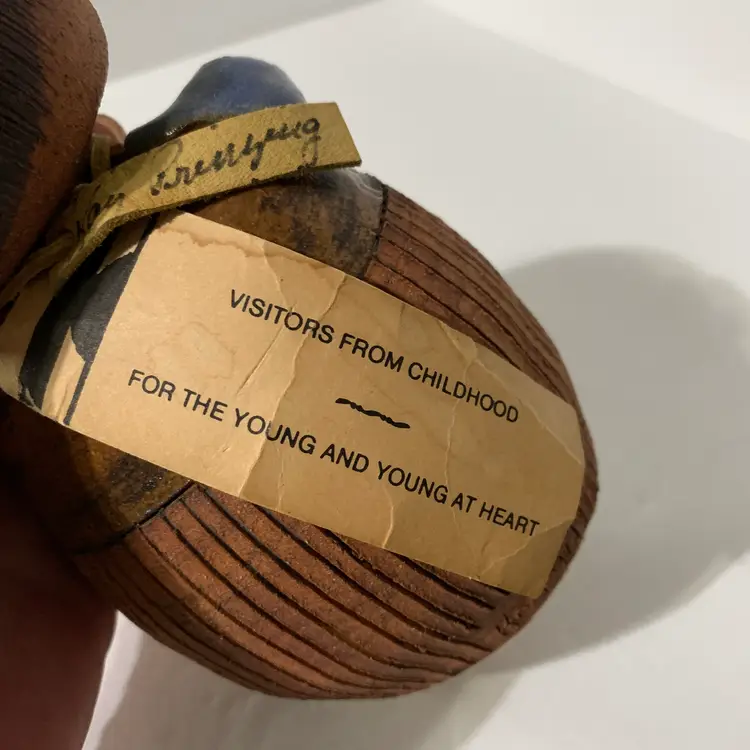 VISITORS FROM CHILDHOOD
FOR THE YOUNG AND YOUNG AT HEART